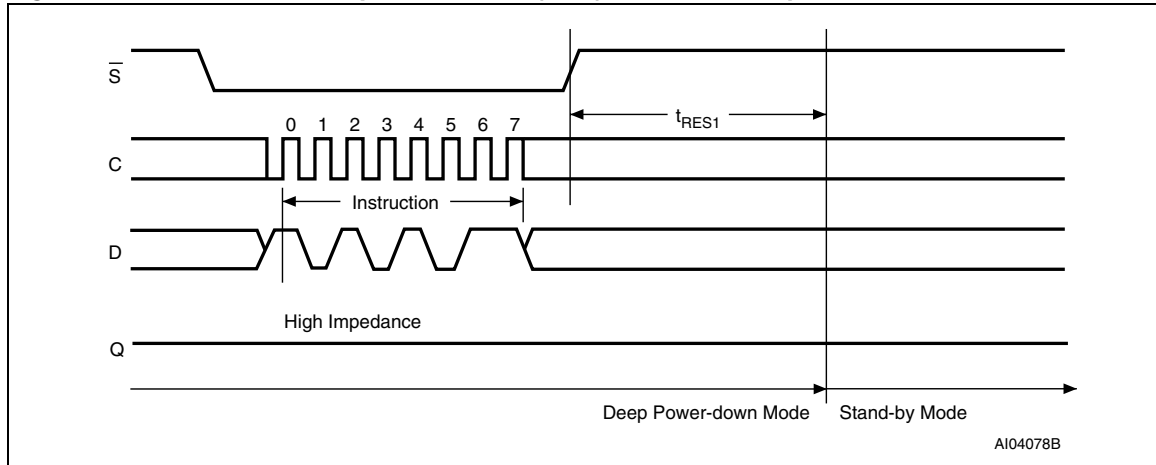 S
0 1 2 3 4 5 6 7
tRES1
C
Instruction
D
High Impedance
Q
Deep Power-down Mode Stand-by Mode
AI04078B